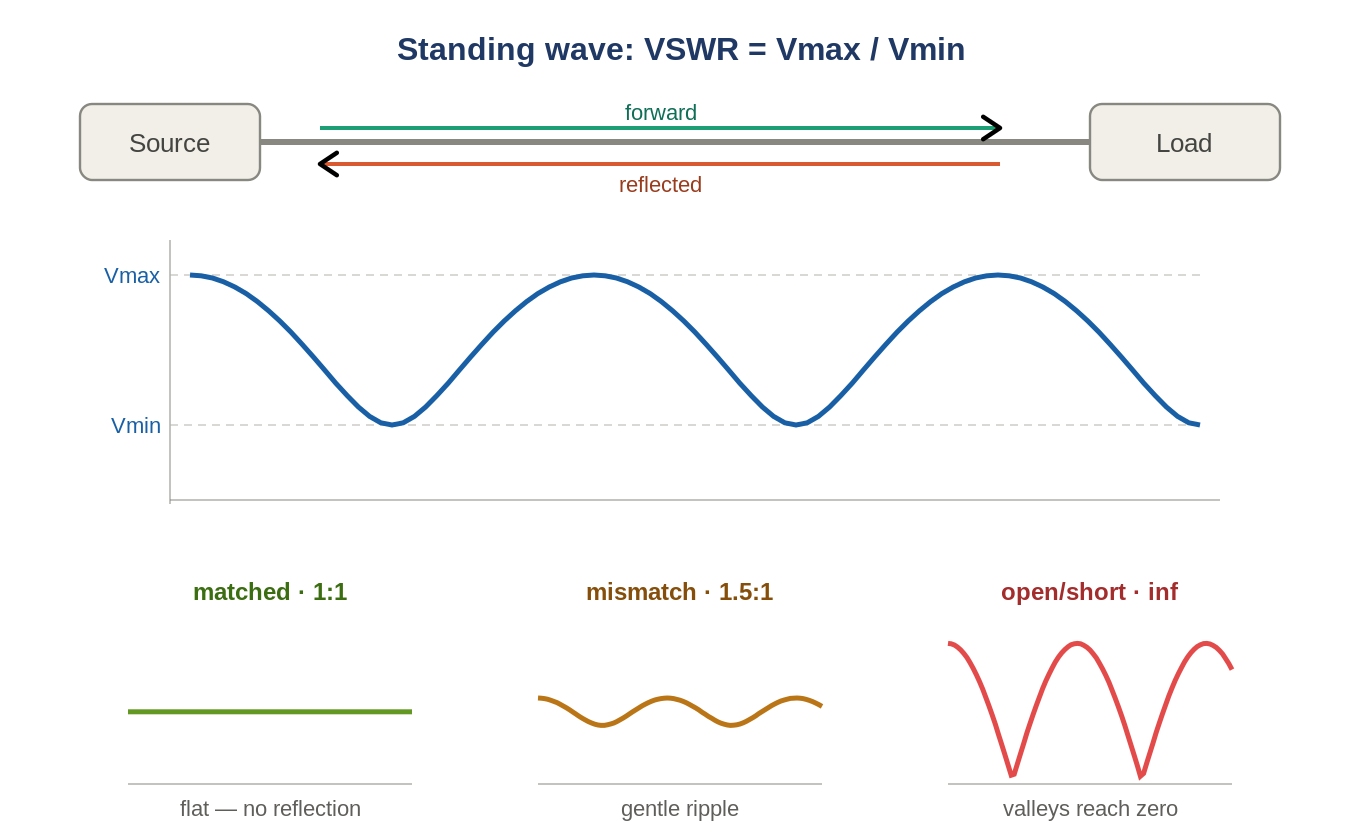 Standing wave: VSWR = Vmax / Vmin
forward
Source
Load
reflected
Vmax
Vmin
matched · 1:1
mismatch · 1.5:1
open/short · inf
flat — no reflection
gentle ripple
valleys reach zero